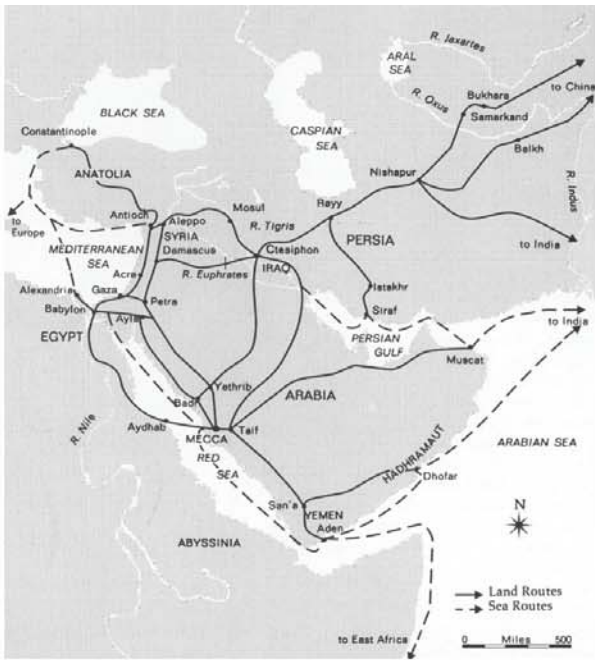 R. Iaxartes
ARAL
SEA
to China
Bukhara
R. Oxus
Samarkand
BLACK SEA
Constantinople
CASPIAN
SEA
Balkh
Nishapur
ANATOLIA
R. Indus
Mosul
Rayy
Antioch
Aleppo
R. Tigris
to
Europe
SYRIA
Ctesiphon
PERSIA
MEDITERRANEAN
SEA
Damascus
IRAQ
to India
Acre
R. Euphrates
Istakhr
Alexandria
Gaza
Petra
Siraf
Babylon
Ayla
to India
EGYPT
PERSIAN
GULF
Muscat
Yathrib
Badr
ARABIA
Aydhab
MECCA
Taif
ARABIAN SEA
R. Nile
RED
SEA
HADHRAMAUT
Dhofar
San'a
YEMEN
N
Aden
ABYSSINIA
Land Routes
Sea Routes
to East Africa
0 Miles 500